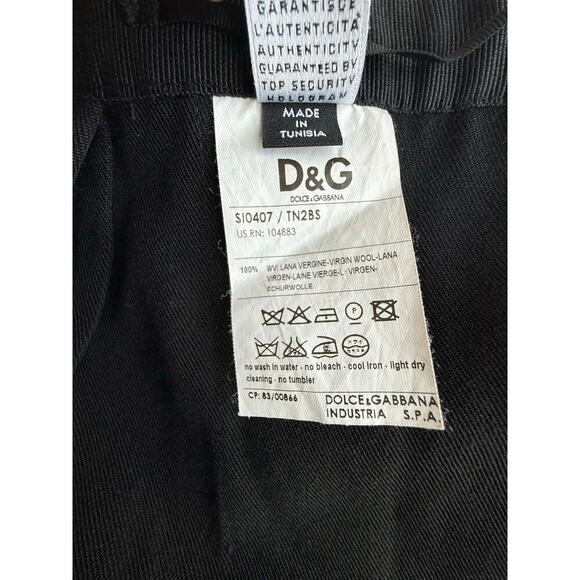 GARANTISCE
L'AUTENTICITÀ
AUTHENTICITY
GUARANTEED BY
TOP SECURITY
HOLOGRAM
MADE
IN
TUNISIA
D&G
DOLCE & GABBANA
SI0407 / TN2BS
US RN: 104883
100% WV: LANA VERGINE-VIRGIN WOOL-LANA
VIRGEN-LAINE VIERGE-L - VIRGEN-
SCHURWOLLE
P
no wash in water - no bleach - cool iron - light dry
cleaning - no tumbler
CP: 83/00866
DOLCE&GABBANA
INDUSTRIA S.P.A.